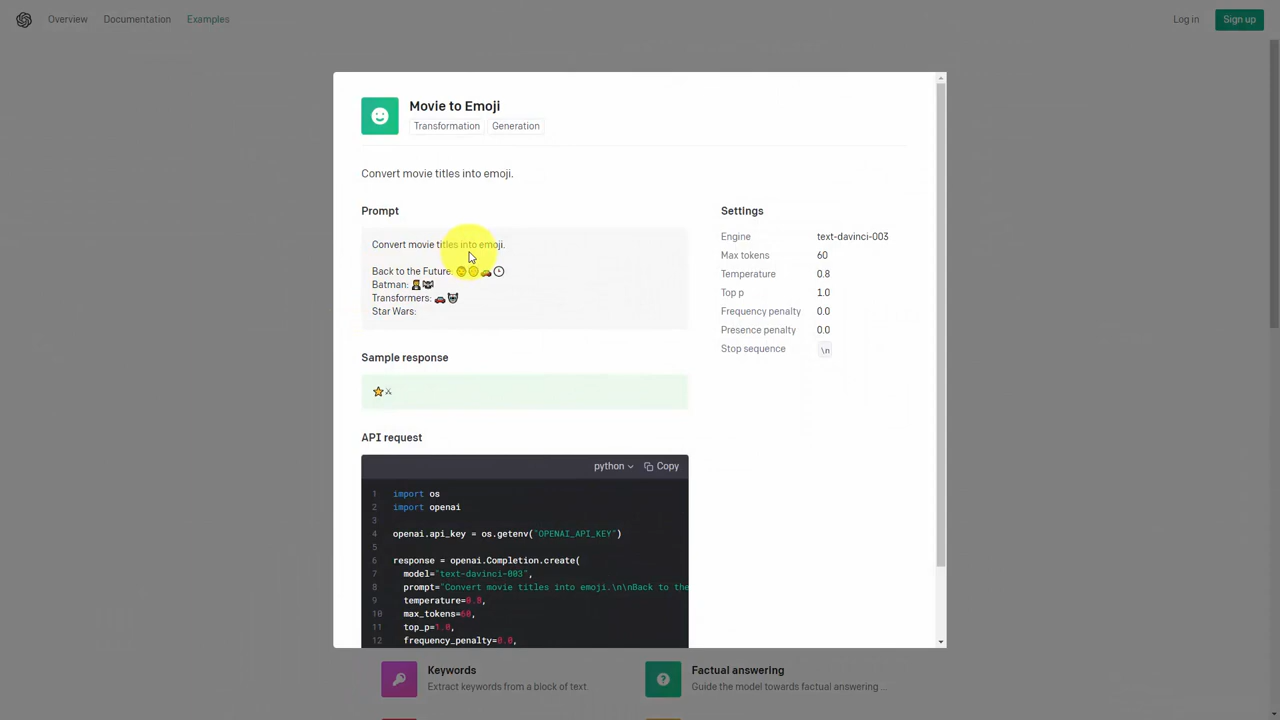 Overview Documentation Examples Log in Sign up
Movie to Emoji
Transformation Generation
Convert movie titles into emoji.
Prompt
Convert movie titles into emoji.
Back to the Future: 👨👴🚗🕒
Batman: 🤵🦇
Transformers: 🚗🤖
Star Wars:
Sample response
⭐⚔
API request
python Copy
1 import os
2 import openai
3
4 openai.api_key = os.getenv("OPENAI_API_KEY")
5
6 response = openai.Completion.create(
7 model="text-davinci-003",
8 prompt="Convert movie titles into emoji.\n\nBack to the
9 temperature=0.8,
10 max_tokens=60,
11 top_p=1.0,
12 frequency_penalty=0.0,
Settings
Engine text-davinci-003
Max tokens 60
Temperature 0.8
Top p 1.0
Frequency penalty 0.0
Presence penalty 0.0
Stop sequence \n
Keywords
Extract keywords from a block of text.
Factual answering
Guide the model towards factual answering ...